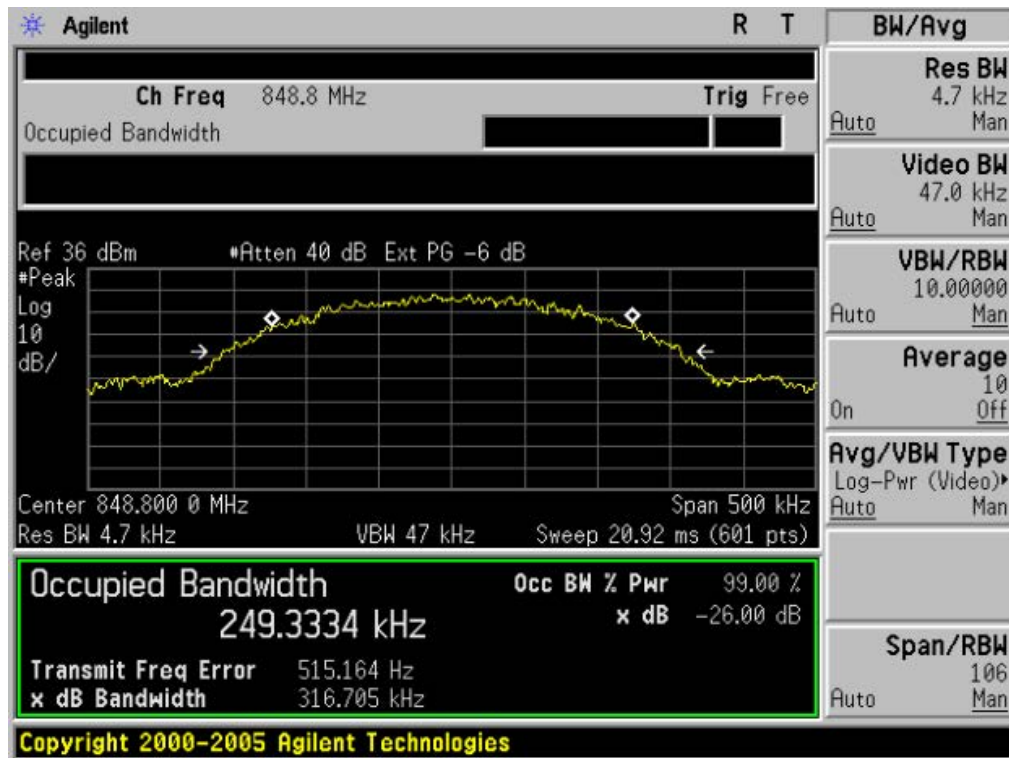 Agilent R T
BW/Avg
Ch Freq 848.8 MHz Trig Free
Occupied Bandwidth
Ref 36 dBm #Atten 40 dB Ext PG -6 dB
#Peak
Log
10
dB/
Center 848.800 0 MHz Span 500 kHz
Res BW 4.7 kHz VBW 47 kHz Sweep 20.92 ms (601 pts)
Occupied Bandwidth
249.3334 kHz
Occ BW % Pwr 99.00 %
x dB -26.00 dB
Transmit Freq Error 515.164 Hz
x dB Bandwidth 316.705 kHz
Copyright 2000-2005 Agilent Technologies
Res BW
4.7 kHz
Auto Man
Video BW
47.0 kHz
Auto Man
VBW/RBW
10.00000
Auto Man
Average
10
On Off
Avg/VBW Type
Log-Pwr (Video)
Auto Man
Span/RBW
106
Auto Man